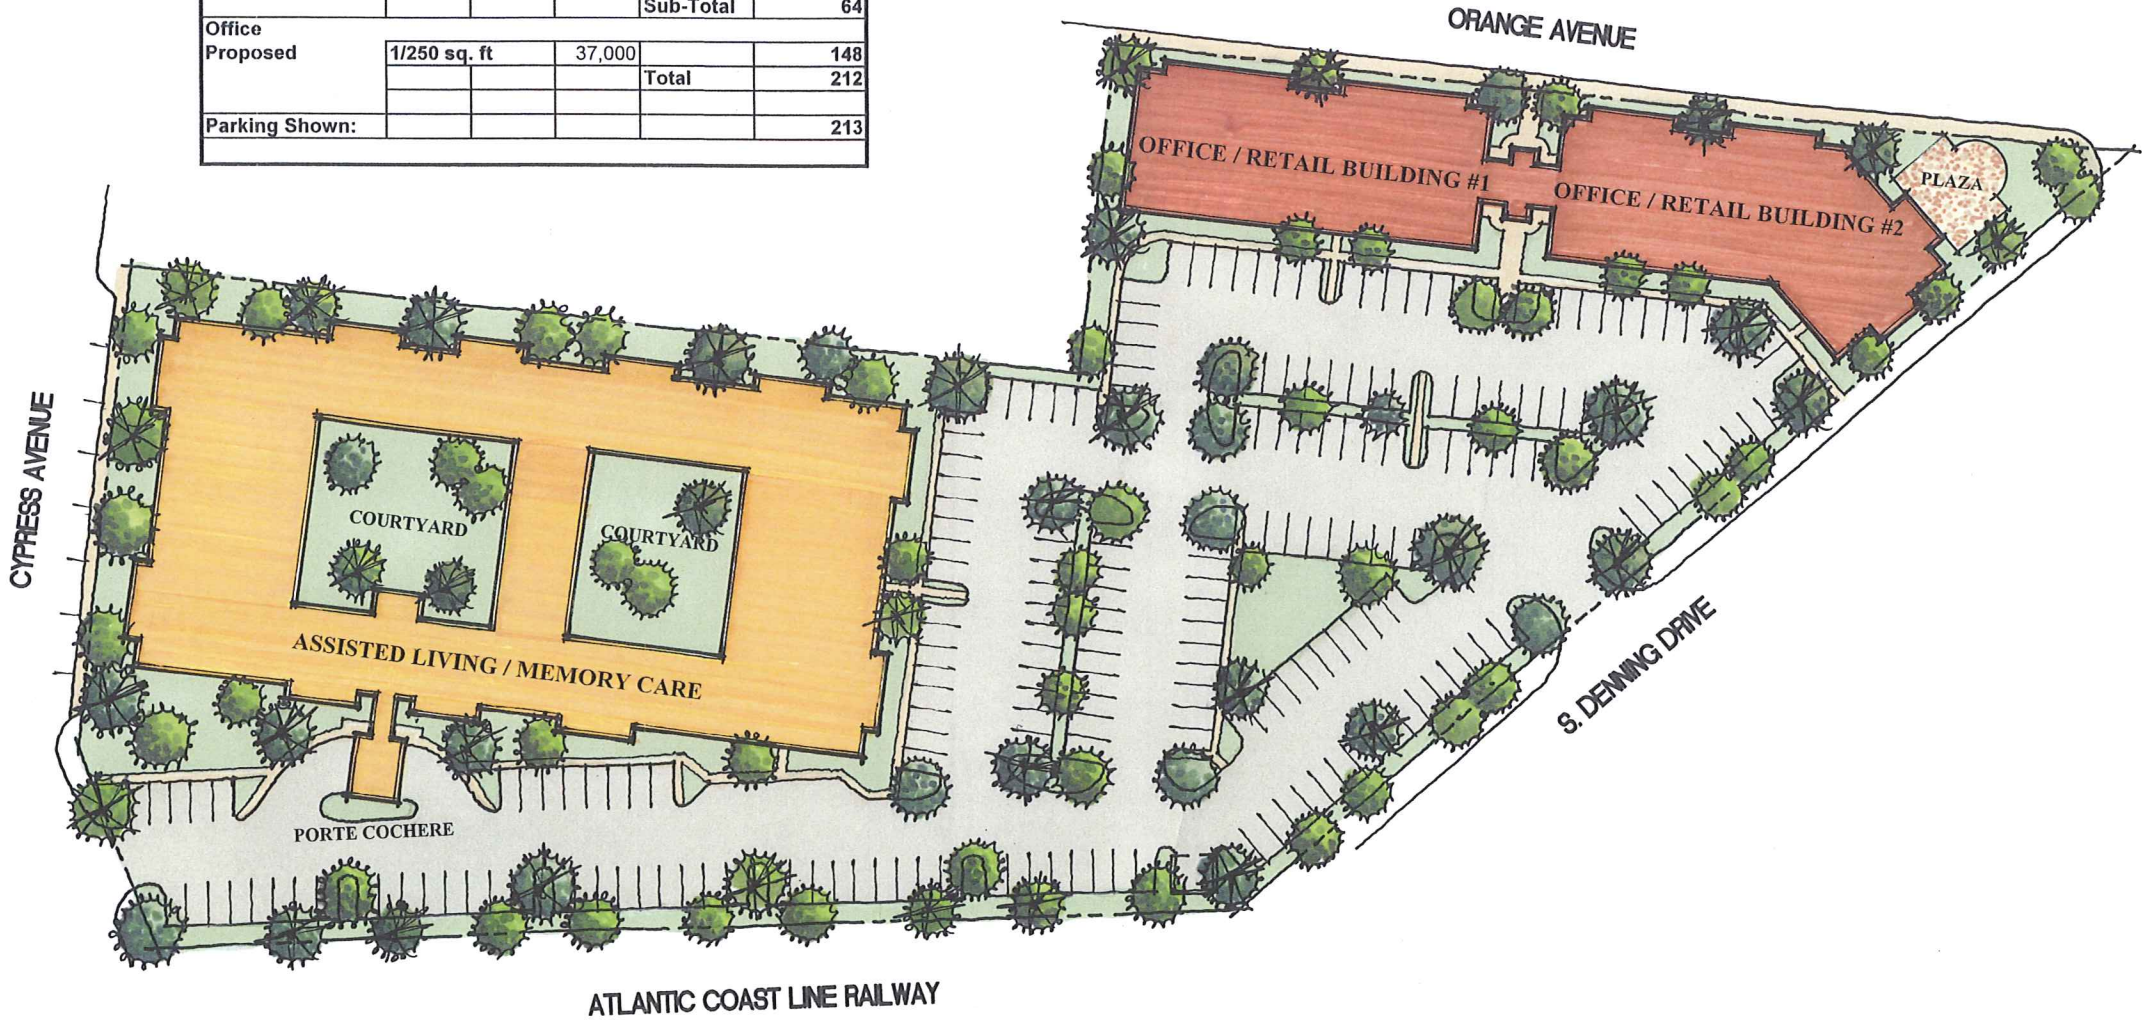 Sub-Total 64
Office
Proposed 1/250 sq. ft 37,000 148
Total 212
Parking Shown: 213
ORANGE AVENUE
OFFICE / RETAIL BUILDING #1
OFFICE / RETAIL BUILDING #2
PLAZA
CYPRESS AVENUE
COURTYARD
COURTYARD
ASSISTED LIVING / MEMORY CARE
PORTE COCHERE
S. DENNING DRIVE
ATLANTIC COAST LINE RAILWAY